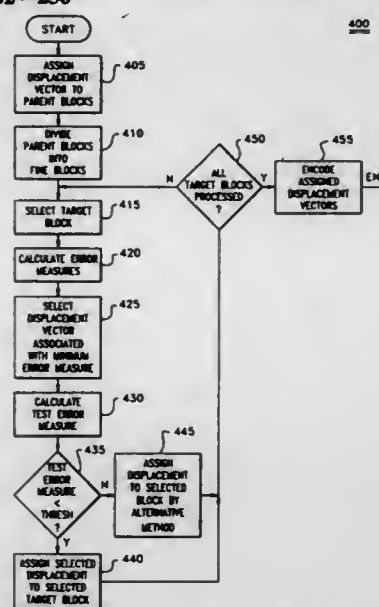 400
START
405
ASSIGN
DISPLACEMENT
VECTOR TO
PARENT BLOCKS
410
DIVIDE
PARENT BLOCKS
INTO
FINE BLOCKS
450
ALL
TARGET BLOCKS
PROCESSED
?
N
Y
455
ENCODE
ASSIGNED
DISPLACEMENT
VECTORS
415
SELECT
TARGET
BLOCK
420
CALCULATE ERROR
MEASURES
425
SELECT
DISPLACEMENT
VECTOR
ASSOCIATED
WITH MINIMUM
ERROR MEASURE
430
CALCULATE
TEST ERROR
MEASURE
435
TEST
ERROR
MEASURE
<
THRESH
?
N
Y
445
ASSIGN
DISPLACEMENT
TO SELECTED
BLOCK BY
ALTERNATIVE
METHOD
440
ASSIGN SELECTED
DISPLACEMENT
TO SELECTED
TARGET BLOCK